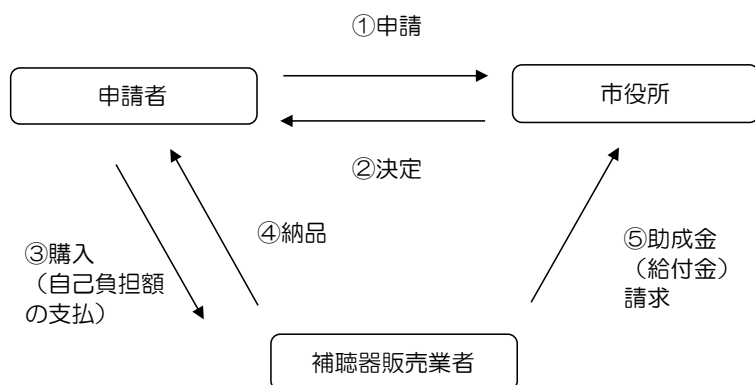 ①申請
申請者
市役所
②決定
③購入
（自己負担額
の支払）
④納品
⑤助成金
（給付金）
請求
補聴器販売業者